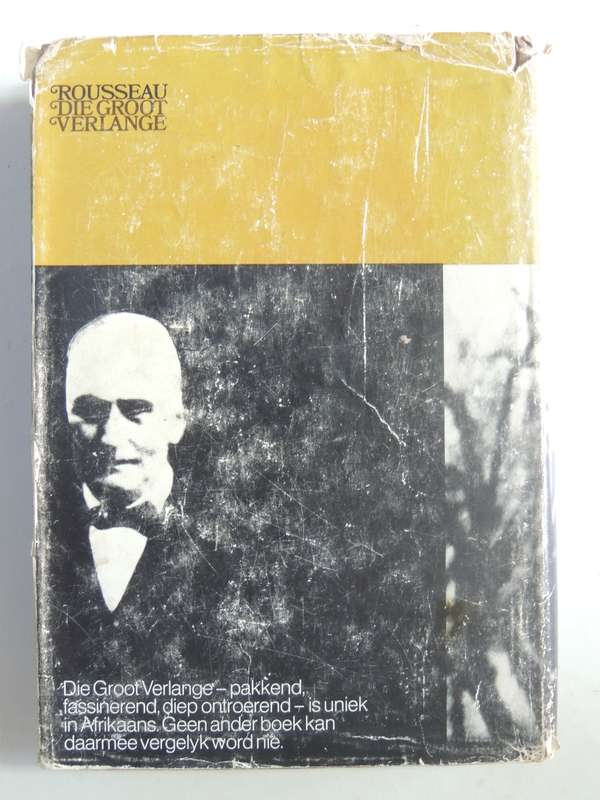 ROUSSEAU
DIE GROOT
VERLANGE
Die Groot Verlange – pakkend,
fassinerend, diep ontroerend – is uniek
in Afrikaans. Geen ander boek kan
daarmee vergelyk word nie.